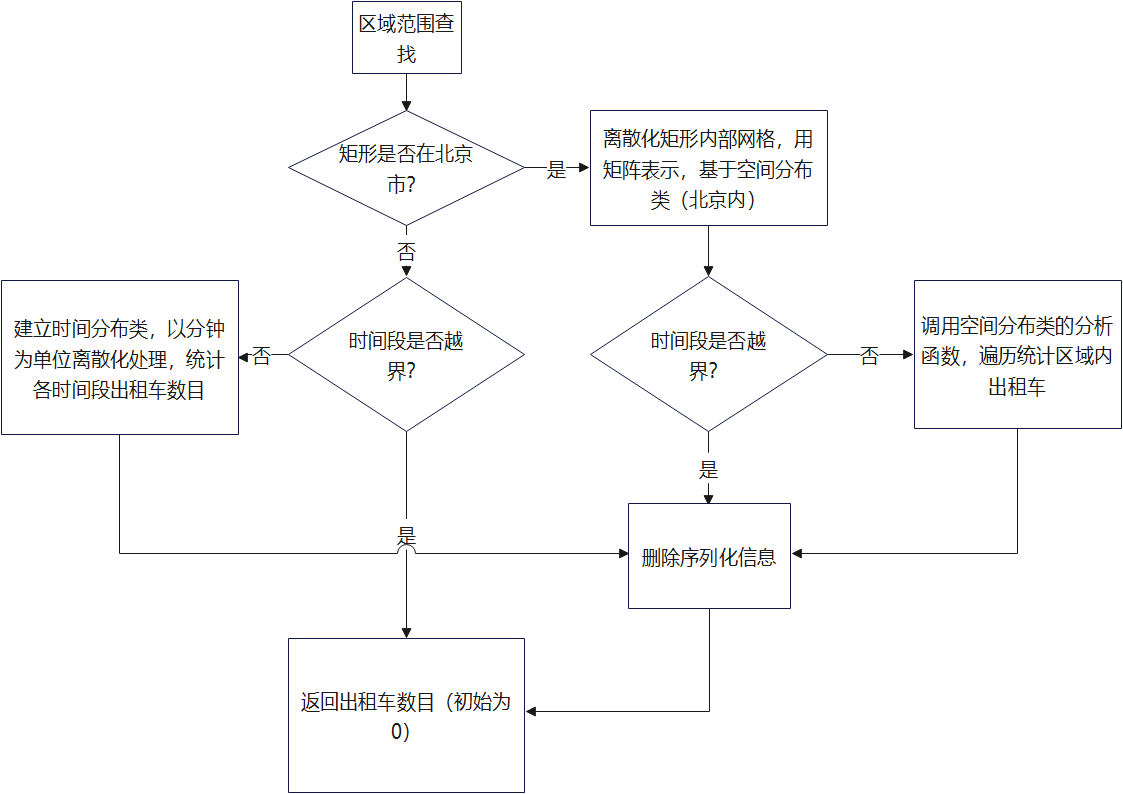 区域范围查
找
矩形是否在北京
市?
是
离散化矩形内部网格，用
矩阵表示，基于空间分布
类（北京内）
否
建立时间分布类，以分钟
为单位离散化处理，统计
各时间段出租车数目
否
时间段是否越
界?
时间段是否越
界?
否
调用空间分布类的分析
函数，遍历统计区域内
出租车
是
是
删除序列化信息
返回出租车数目（初始为
0）